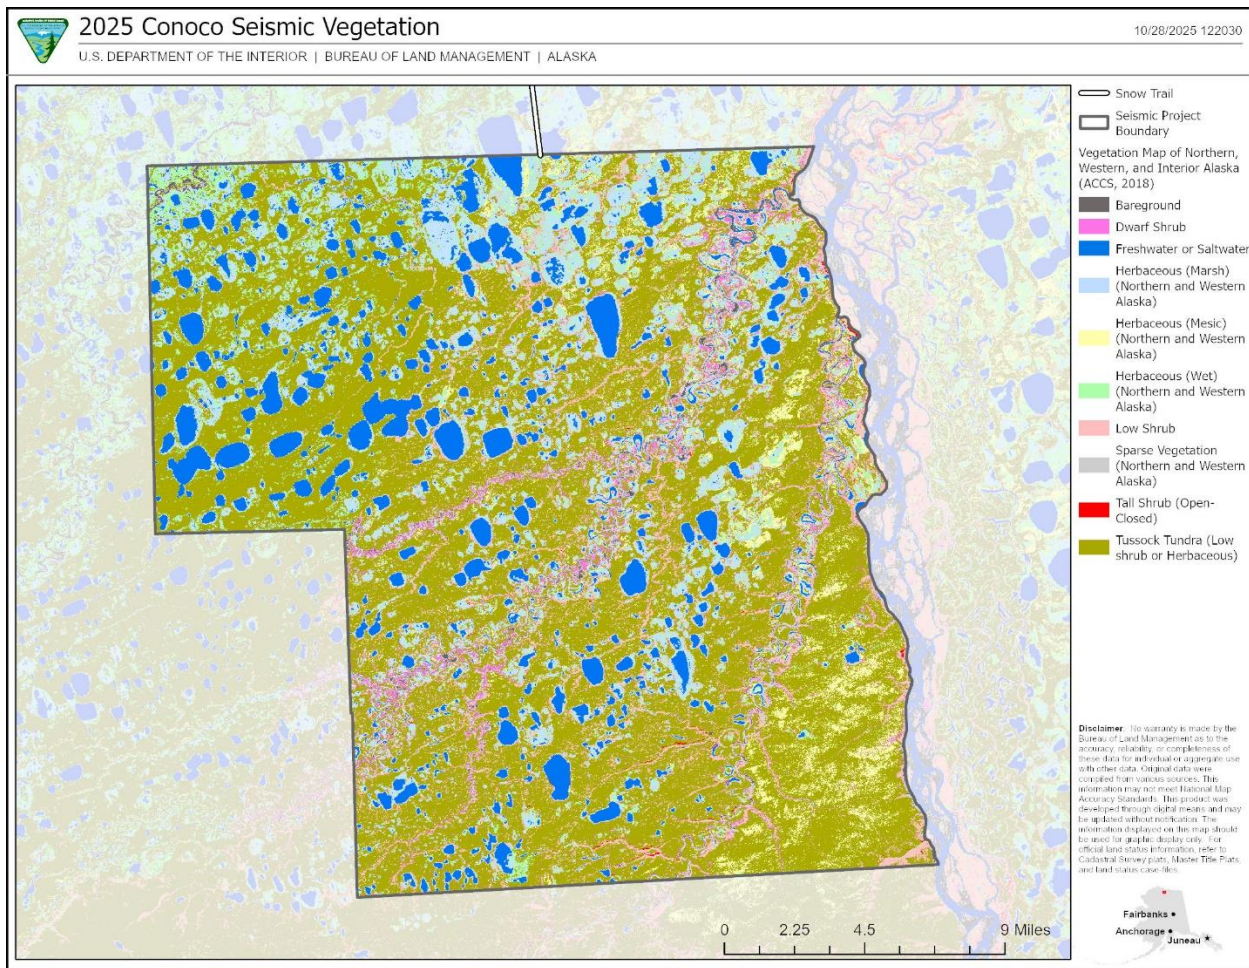 2025 Conoco Seismic Vegetation
10/28/2025 122030
U.S. DEPARTMENT OF THE INTERIOR | BUREAU OF LAND MANAGEMENT | ALASKA
Snow Trail
Seismic Project
Boundary
Vegetation Map of Northern,
Western, and Interior Alaska
(ACCS, 2018)
Bareground
Dwarf Shrub
Freshwater or Saltwater
Herbaceous (Marsh)
(Northern and Western
Alaska)
Herbaceous (Mesic)
(Northern and Western
Alaska)
Herbaceous (Wet)
(Northern and Western
Alaska)
Low Shrub
Sparse Vegetation
(Northern and Western
Alaska)
Tall Shrub (Open-
Closed)
Tussock Tundra (Low
shrub or Herbaceous)
Disclaimer: No warranty is made by the
Bureau of Land Management as to the
accuracy, reliability, or completeness of
these data for individual or aggregate use
with other data. Original data were
compiled from various sources. This
information may not meet National Map
Accuracy Standards. This product was
developed through digital means and may
be updated without notification. The
information displayed on this map should
be used for graphic display only. For
official land status information, refer to
Cadastral Survey plats, Master Title Plats,
and land status case-files.
0 2.25 4.5 9 Miles
Fairbanks
Anchorage
Juneau